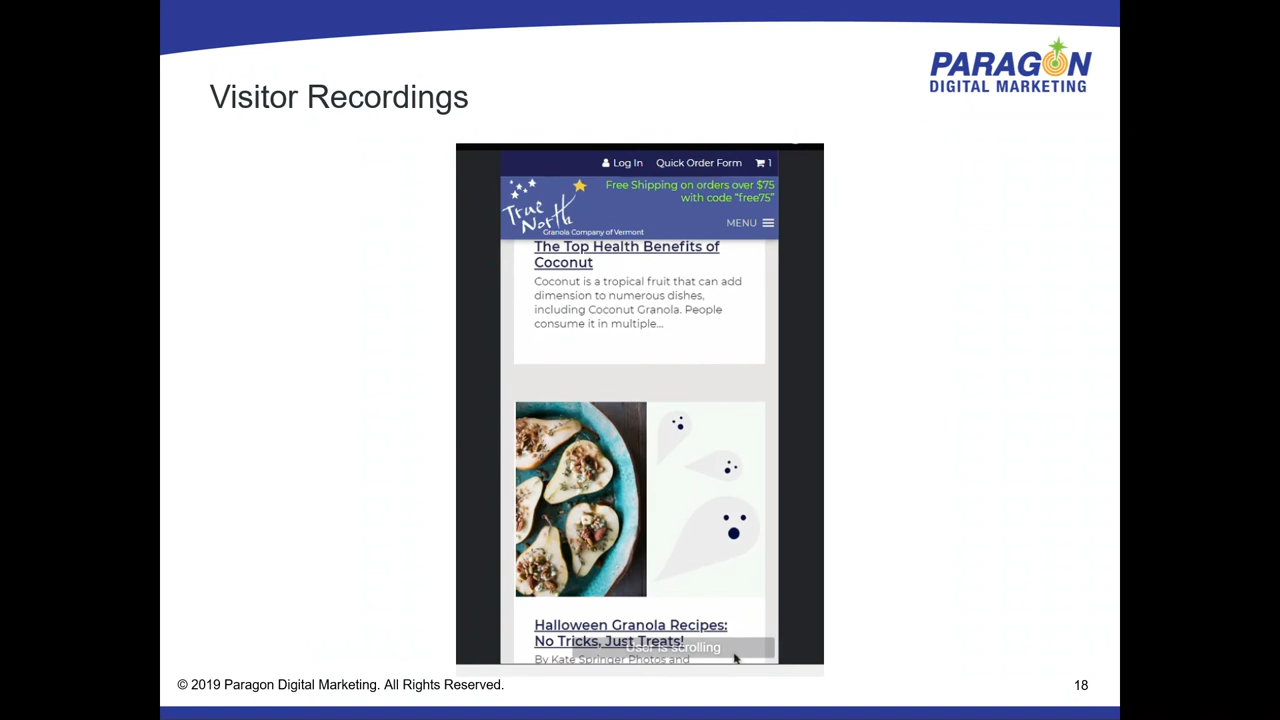 PARAGON
DIGITAL MARKETING
Visitor Recordings
Log In Quick Order Form 1
Free Shipping on orders over $75
with code “free75”
True
North
Granola Company of Vermont
MENU
The Top Health Benefits of
Coconut
Coconut is a tropical fruit that can add
dimension to numerous dishes,
including Coconut Granola. People
consume it in multiple...
Halloween Granola Recipes:
No Tricks, Just Treats!
User is scrolling
By Kate Springer Photos and
© 2019 Paragon Digital Marketing. All Rights Reserved.
18